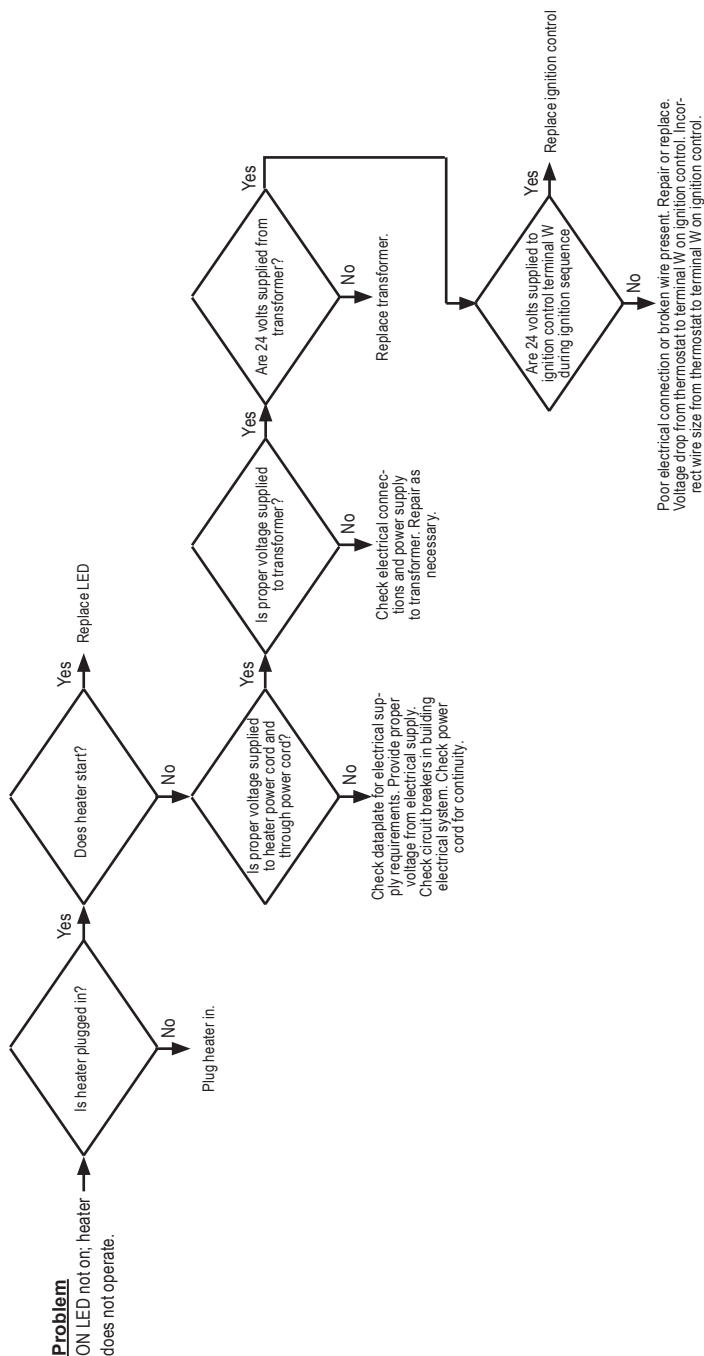 Problem
ON LED not on; heater
does not operate.
Is heater plugged in?
Yes
No
Plug heater in.
Does heater start?
Yes
Replace LED
No
Is proper voltage supplied
to heater power cord and
through power cord?
Yes
No
Check dataplate for electrical sup-
ply requirements. Provide proper
voltage from electrical supply.
Check circuit breakers in building
electrical system. Check power
cord for continuity.
Is proper voltage supplied
to transformer?
Yes
No
Check electrical connec-
tions and power supply
to transformer. Repair as
necessary.
Are 24 volts supplied from
transformer?
Yes
No
Replace transformer.
Are 24 volts supplied to
ignition control terminal W
during ignition sequence
Yes
Replace ignition control
No
Poor electrical connection or broken wire present. Repair or replace.
Voltage drop from thermostat to terminal W on ignition control. Incor-
rect wire size from thermostat to terminal W on ignition control.